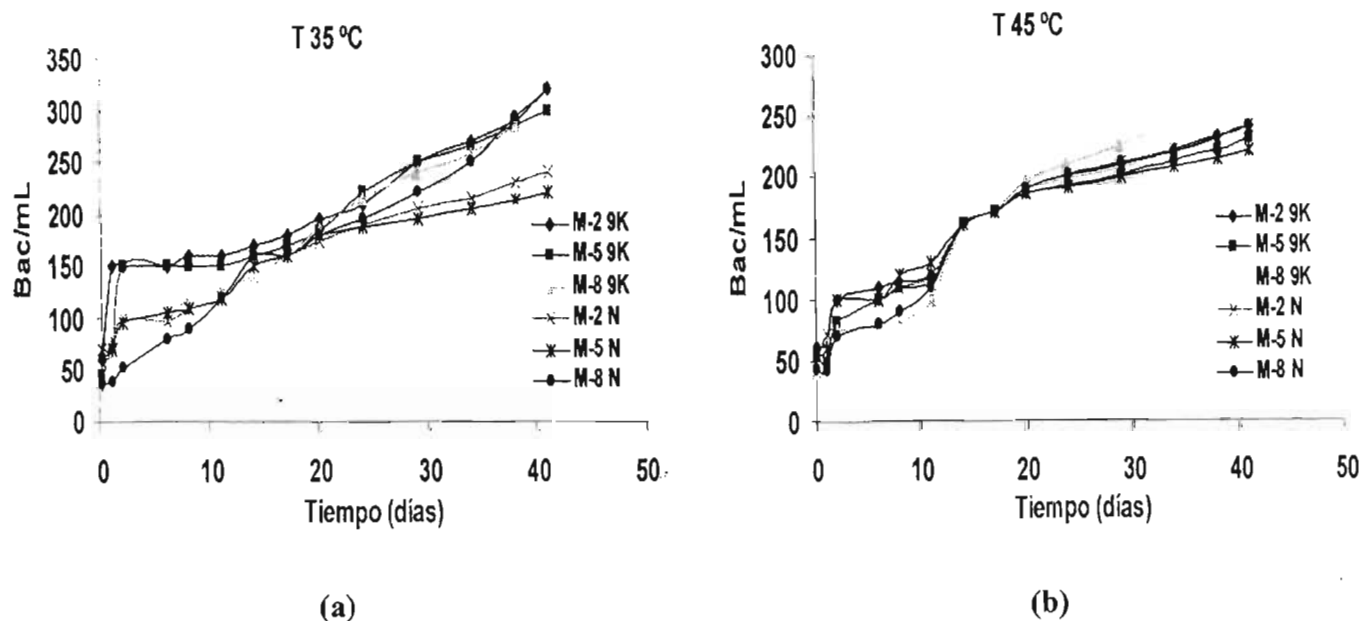 T 35 ºC
Bac/mL
350
300
250
200
150
100
50
0
0 10 20 30 40 50
Tiempo (días)
M-2 9K
M-5 9K
M-8 9K
M-2 N
M-5 N
M-8 N
(a)
T 45 ºC
Bac/mL
300
250
200
150
100
50
0
0 10 20 30 40 50
Tiempo (días)
M-2 9K
M-5 9K
M-8 9K
M-2 N
M-5 N
M-8 N
(b)